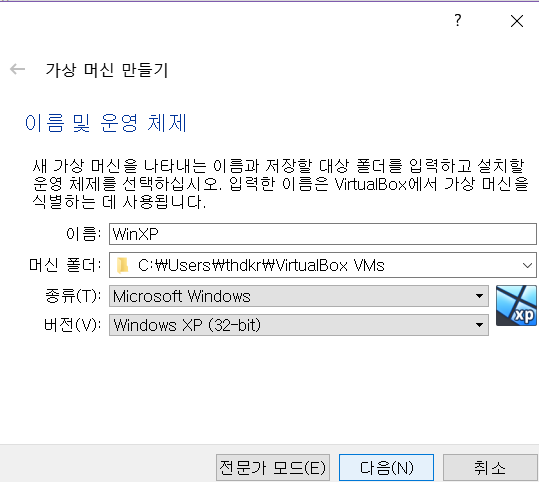 ?
가상 머신 만들기
이름 및 운영 체제
새 가상 머신을 나타내는 이름과 저장할 대상 폴더를 입력하고 설치할
운영 체제를 선택하십시오. 입력한 이름은 VirtualBox에서 가상 머신을
식별하는 데 사용됩니다.
이름: WinXP
머신 폴더: C:₩Users₩thdkr₩VirtualBox VMs
종류(T): Microsoft Windows
버전(V): Windows XP (32-bit)
xp
전문가 모드(E) 다음(N) 취소